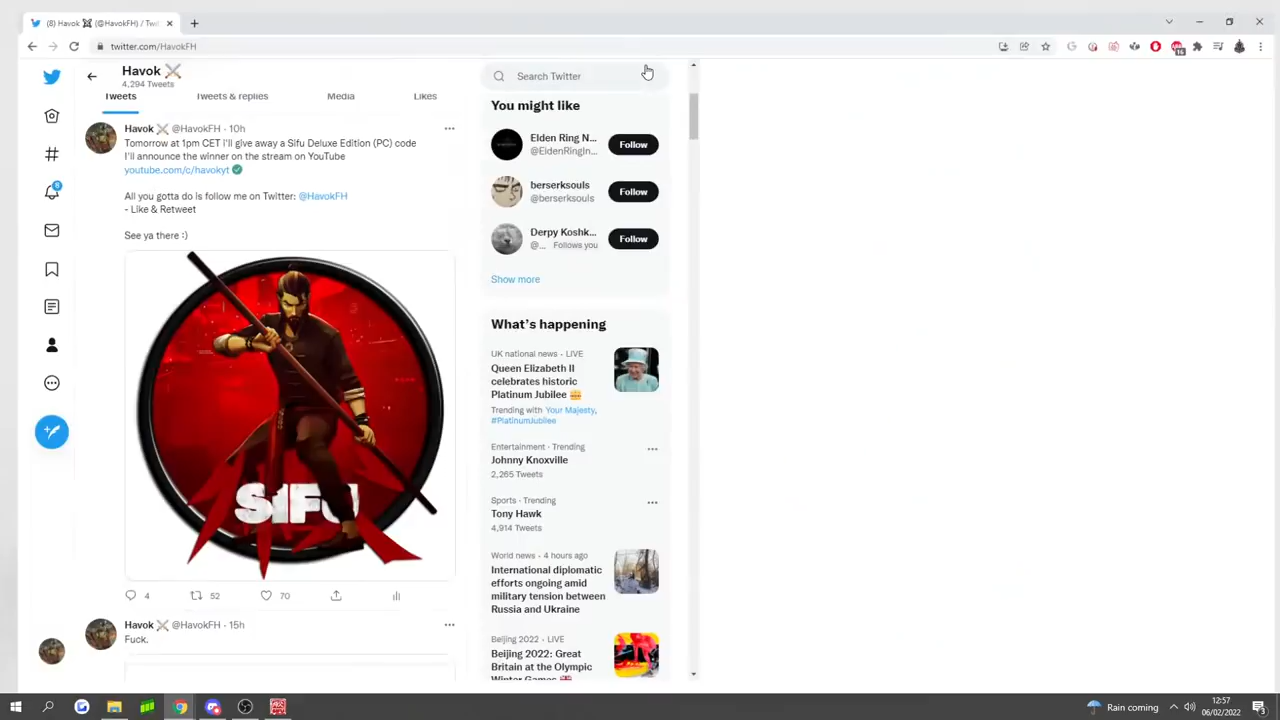 (8) Havok (@HavokFH) / Twi
twitter.com/HavokFH
Havok
4,294 Tweets
Tweets
Tweets & replies
Media
Likes
Havok @HavokFH · 10h
Tomorrow at 1pm CET I'll give away a Sifu Deluxe Edition (PC) code
I'll announce the winner on the stream on YouTube
youtube.com/c/havokyt
All you gotta do is follow me on Twitter: @HavokFH
- Like & Retweet
See ya there :)
SIFU
4
52
70
Havok @HavokFH · 15h
Fuck.
Search Twitter
You might like
Elden Ring N...
@EldenRingIn...
Follow
berserksouls
@berserksouls
Follow
Derpy Koshk...
@... Follows you
Follow
Show more
What's happening
UK national news · LIVE
Queen Elizabeth II
celebrates historic
Platinum Jubilee
Trending with Your Majesty,
#PlatinumJubilee
Entertainment · Trending
Johnny Knoxville
2,265 Tweets
Sports · Trending
Tony Hawk
4,914 Tweets
World news · 4 hours ago
International diplomatic
efforts ongoing amid
military tension between
Russia and Ukraine
Beijing 2022 · LIVE
Beijing 2022: Great
Britain at the Olympic
Winter Games
Rain coming
12:57
06/02/2022